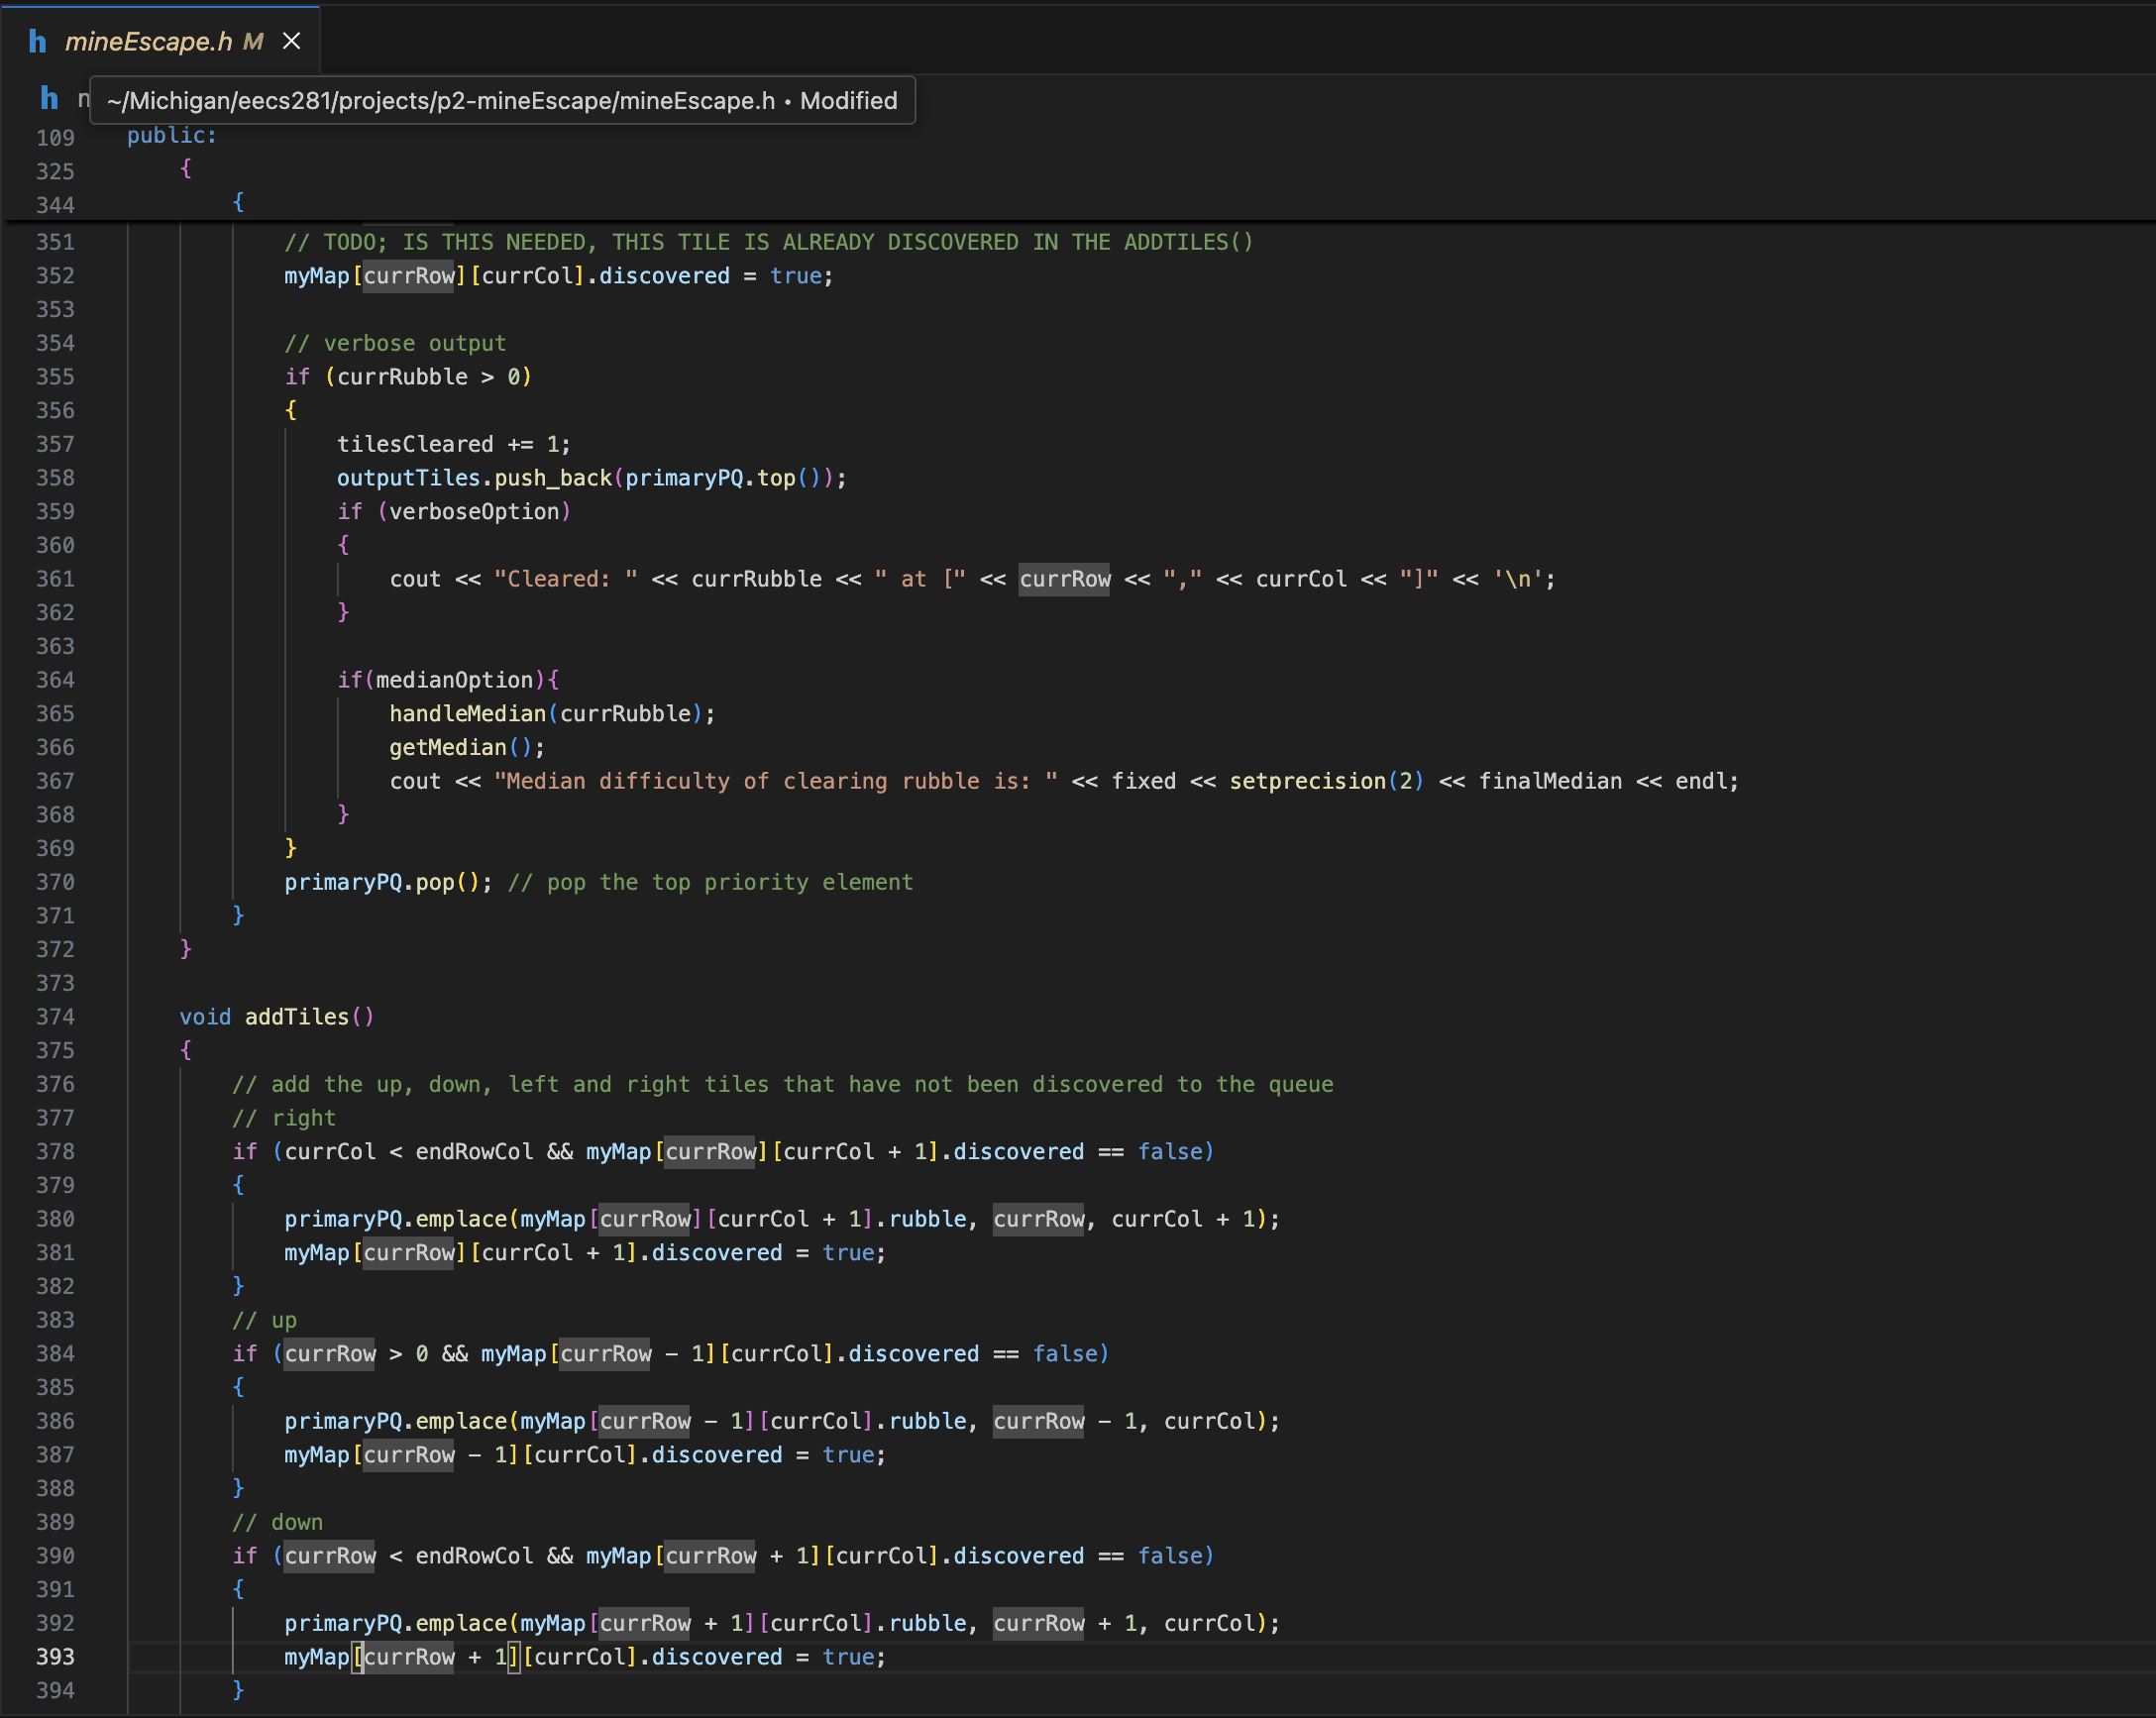 h mineEscape.h M ×
h ~/Michigan/eecs281/projects/p2-mineEscape/mineEscape.h • Modified
109 public:
325 {
344 {
351 // TODO; IS THIS NEEDED, THIS TILE IS ALREADY DISCOVERED IN THE ADDTILES()
352 myMap[currRow][currCol].discovered = true;
353
354 // verbose output
355 if (currRubble > 0)
356 {
357 tilesCleared += 1;
358 outputTiles.push_back(primaryPQ.top());
359 if (verboseOption)
360 {
361 cout << "Cleared: " << currRubble << " at [" << currRow << "," << currCol << "]" << '\n';
362 }
363
364 if(medianOption){
365 handleMedian(currRubble);
366 getMedian();
367 cout << "Median difficulty of clearing rubble is: " << fixed << setprecision(2) << finalMedian << endl;
368 }
369 }
370 primaryPQ.pop(); // pop the top priority element
371 }
372 }
373
374 void addTiles()
375 {
376 // add the up, down, left and right tiles that have not been discovered to the queue
377 // right
378 if (currCol < endRowCol && myMap[currRow][currCol + 1].discovered == false)
379 {
380 primaryPQ.emplace(myMap[currRow][currCol + 1].rubble, currRow, currCol + 1);
381 myMap[currRow][currCol + 1].discovered = true;
382 }
383 // up
384 if (currRow > 0 && myMap[currRow - 1][currCol].discovered == false)
385 {
386 primaryPQ.emplace(myMap[currRow - 1][currCol].rubble, currRow - 1, currCol);
387 myMap[currRow - 1][currCol].discovered = true;
388 }
389 // down
390 if (currRow < endRowCol && myMap[currRow + 1][currCol].discovered == false)
391 {
392 primaryPQ.emplace(myMap[currRow + 1][currCol].rubble, currRow + 1, currCol);
393 myMap[currRow + 1][currCol].discovered = true;
394 }